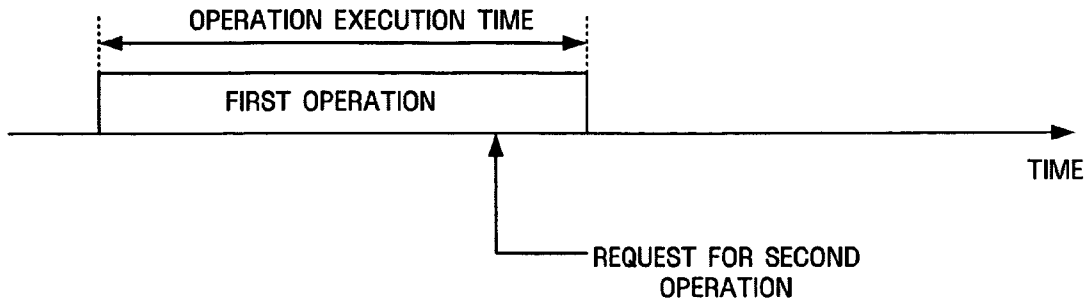 OPERATION EXECUTION TIME
FIRST OPERATION
TIME
REQUEST FOR SECOND
OPERATION